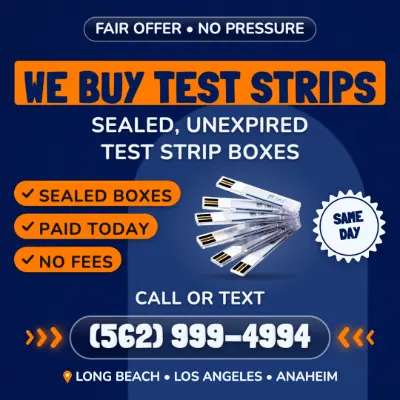 FAIR OFFER • NO PRESSURE
WE BUY TEST STRIPS
SEALED, UNEXPIRED
TEST STRIP BOXES
SEALED BOXES
PAID TODAY
NO FEES
SAME
DAY
CALL OR TEXT
(562) 999-4994
LONG BEACH • LOS ANGELES • ANAHEIM